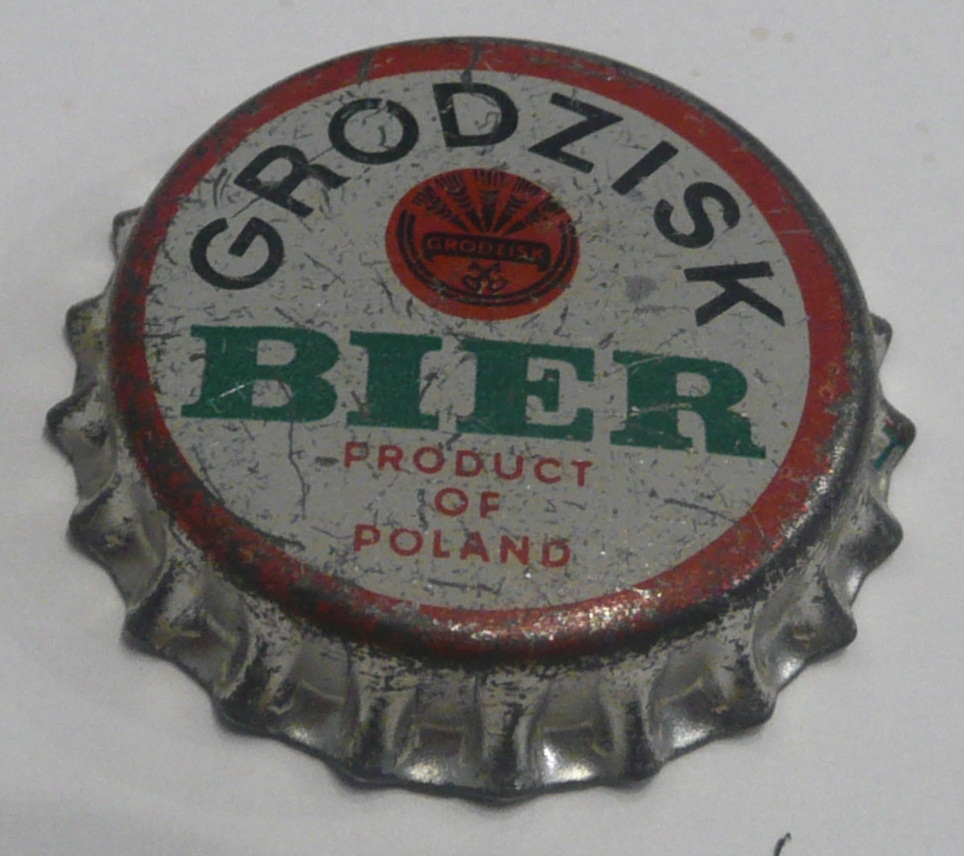 GRODZISK
GRODZISK
BIER
PRODUCT
OF
POLAND